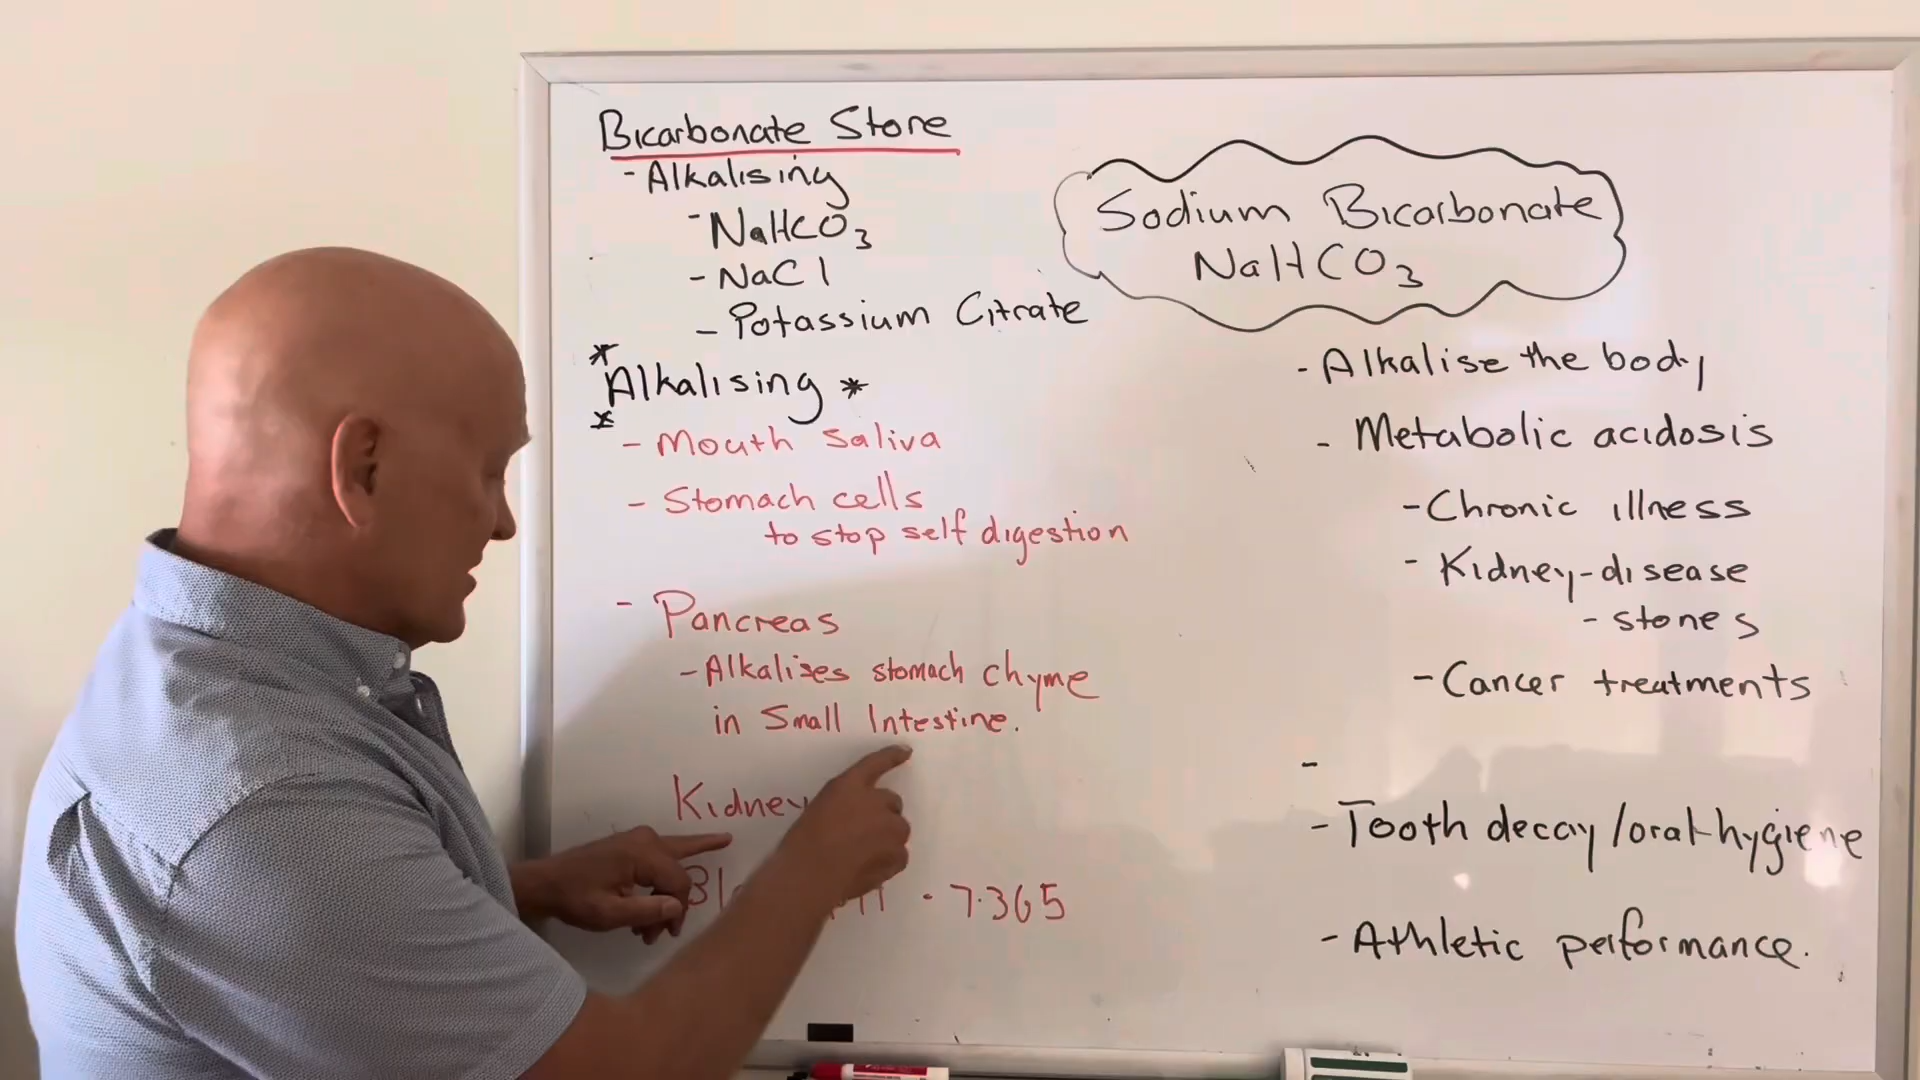 Bicarbonate Store
- Alkalising
- NaHCO3
- NaCl
- Potassium Citrate
* Alkalising *
*
- Mouth Saliva
- Stomach cells
to stop self digestion
- Pancreas
- Alkalizes stomach chyme
in Small Intestine.
Kidney
- 7.365
Sodium Bicarbonate
NaHCO3
- Alkalise the body
- Metabolic acidosis
- Chronic illness
- Kidney-disease
- stones
- Cancer treatments
-
- Tooth decay/oral-hygiene
- Athletic performance.